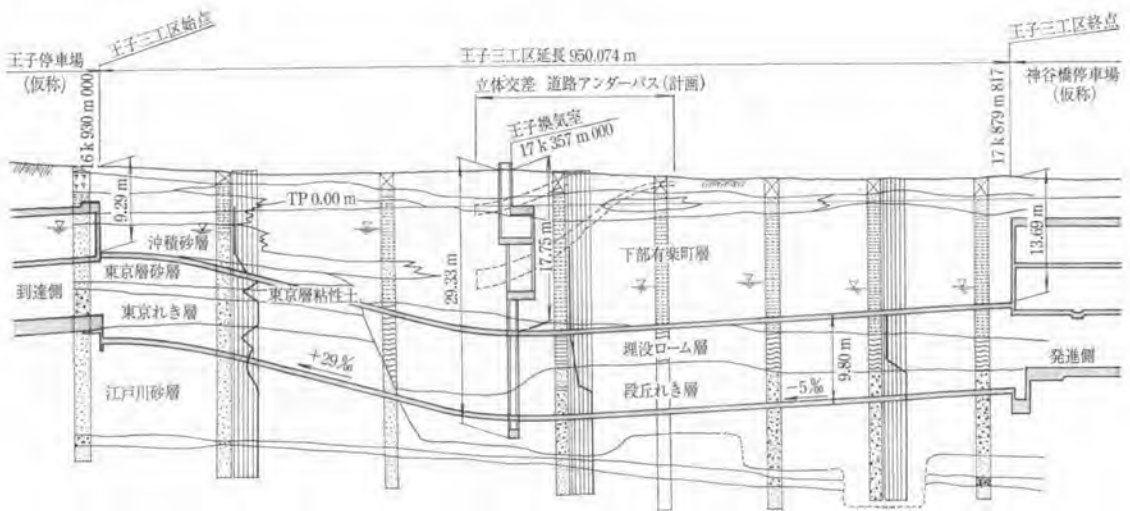 王子三工区始点
王子三工区終点
王子停車場
(仮称)
王子三工区延長 950.074 m
神谷橋停車場
(仮称)
立体交差 道路アンダーパス(計画)
王子換気室
17 k 357 m 000
16 k 930 m 000
17 k 879 m 817
9.29 m
TP 0.00 m
29.33 m
17.75 m
13.69 m
沖積砂層
下部有楽町層
東京層砂層
到達側
東京層粘性土
東京れき層
埋没ローム層
9.80 m
発進側
+29‰
江戸川砂層
段丘れき層
−5‰